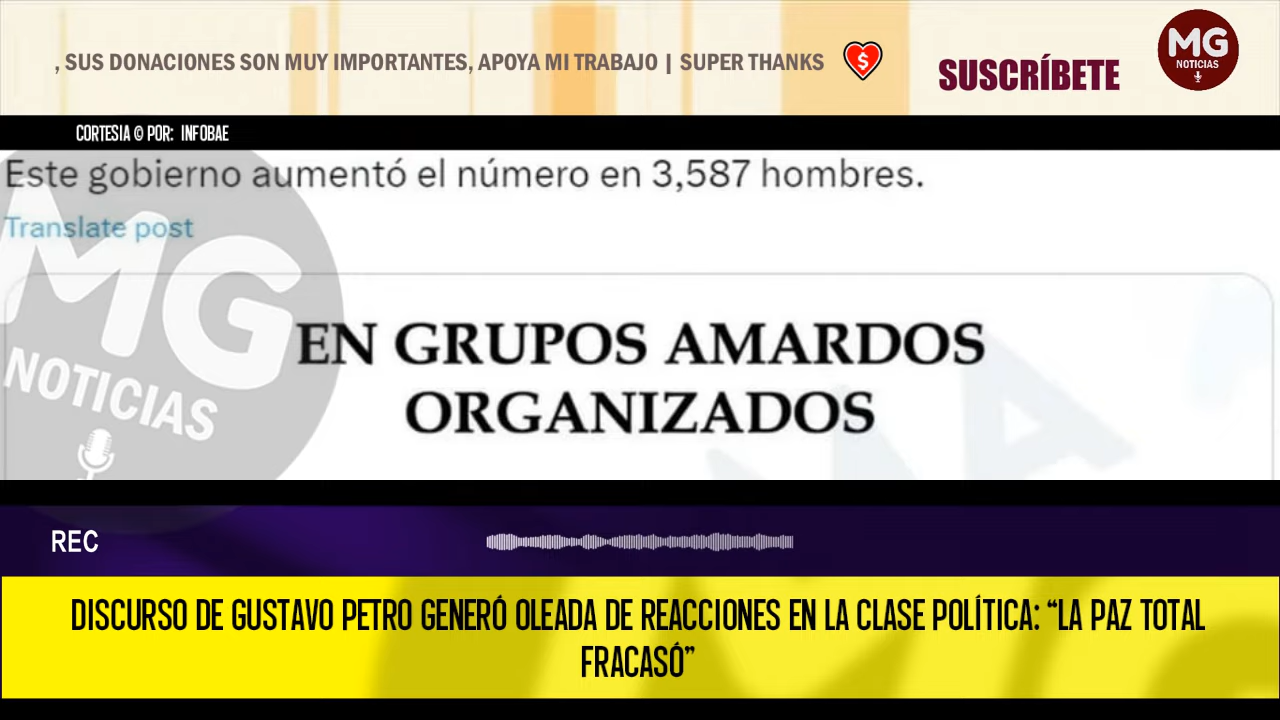 , SUS DONACIONES SON MUY IMPORTANTES, APOYA MI TRABAJO | SUPER THANKS
$
SUSCRÍBETE
MG
NOTICIAS
CORTESIA © POR: INFOBAE
Este gobierno aumentó el número en 3,587 hombres.
Translate post
MG
NOTICIAS
EN GRUPOS AMARDOS
ORGANIZADOS
REC
DISCURSO DE GUSTAVO PETRO GENERÓ OLEADA DE REACCIONES EN LA CLASE POLÍTICA: “LA PAZ TOTAL
FRACASÓ”